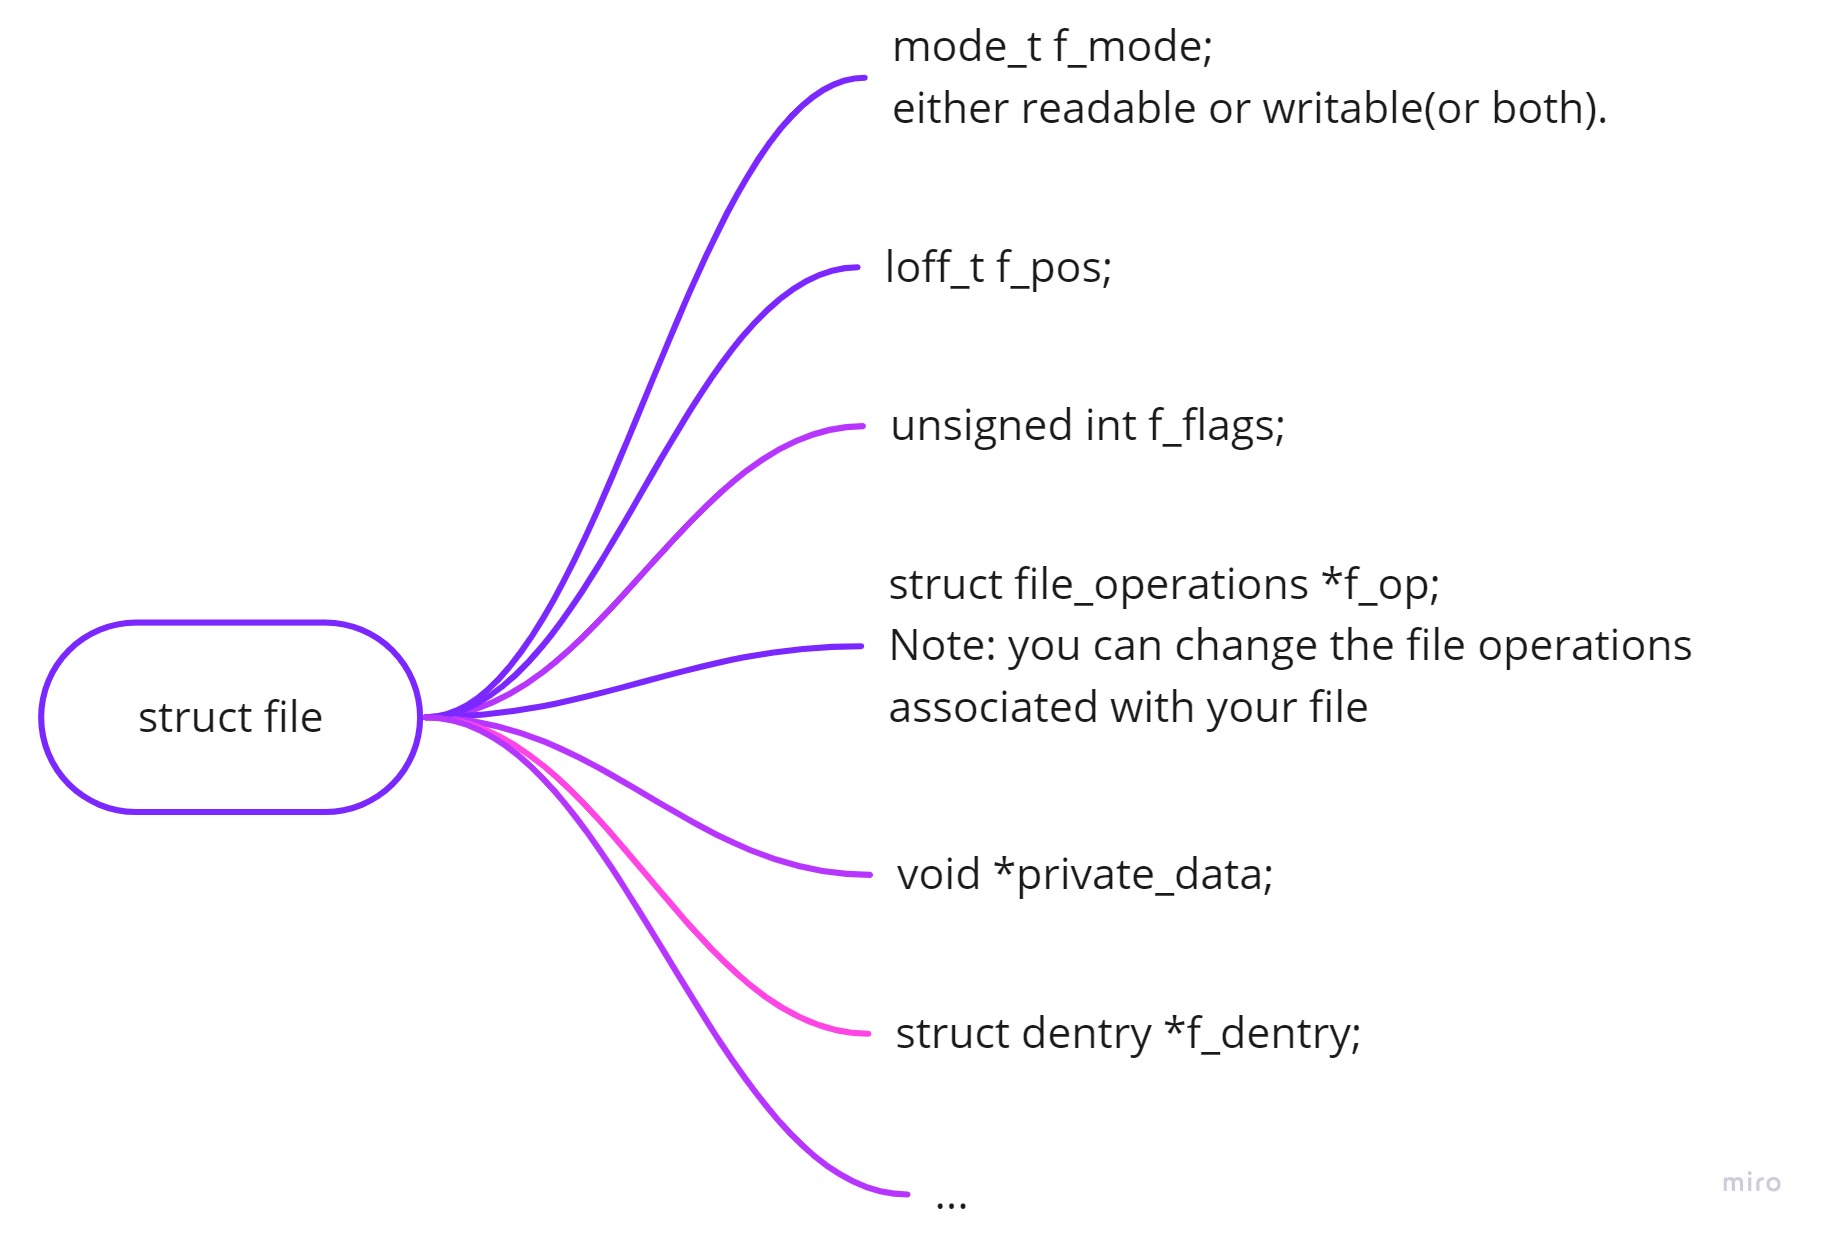 mode_t f_mode;
either readable or writable(or both).
loff_t f_pos;
unsigned int f_flags;
struct file_operations *f_op;
Note: you can change the file operations
associated with your file
struct file
void *private_data;
struct dentry *f_dentry;
...
miro